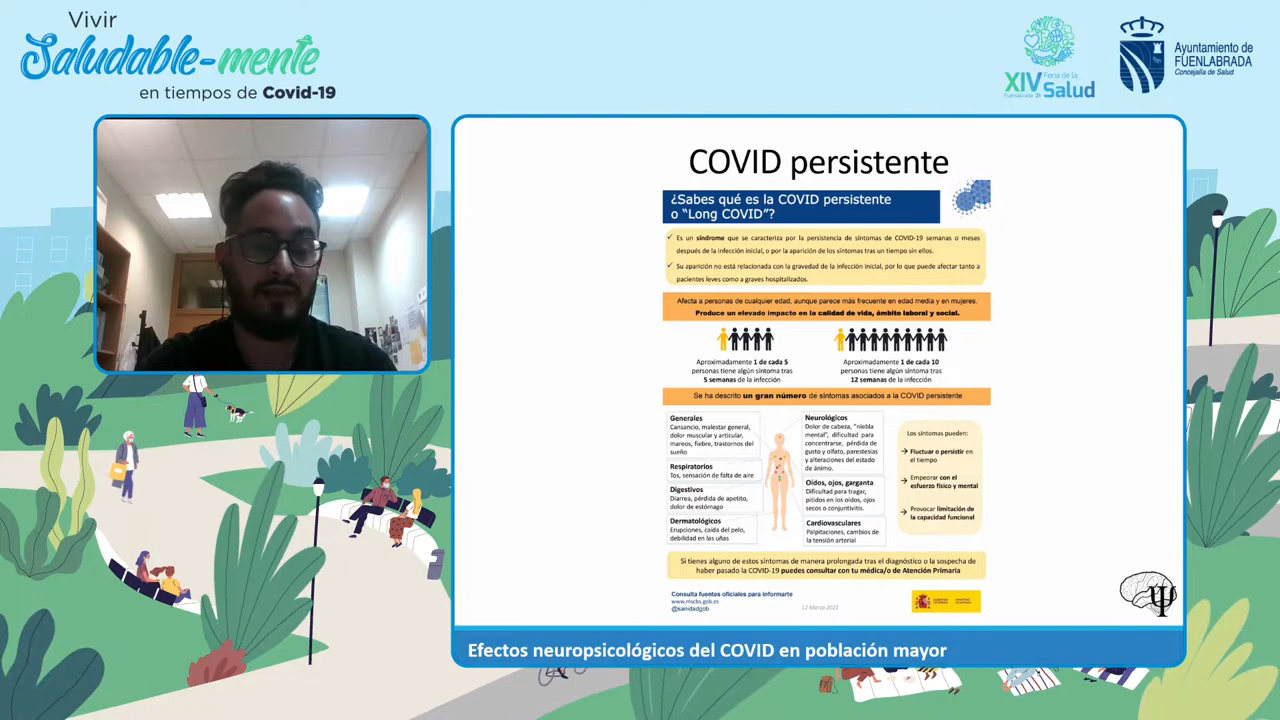 Vivir
Saludable-mente
en tiempos de Covid-19
XIV Feria de la
Salud
Fuenlabrada 21
Ayuntamiento de
FUENLABRADA
Concejalía de Salud
COVID persistente
¿Sabes qué es la COVID persistente
o “Long COVID”?
✓ Es un síndrome que se caracteriza por la persistencia de síntomas de COVID-19 semanas o meses
después de la infección inicial, o por la aparición de los síntomas tras un tiempo sin ellos.
✓ Su aparición no está relacionada con la gravedad de la infección inicial, por lo que puede afectar tanto a
pacientes leves como a graves hospitalizados.
Afecta a personas de cualquier edad, aunque parece más frecuente en edad media y en mujeres.
Produce un elevado impacto en la calidad de vida, ámbito laboral y social.
Aproximadamente 1 de cada 5
personas tiene algún síntoma tras
5 semanas de la infección
Aproximadamente 1 de cada 10
personas tiene algún síntoma tras
12 semanas de la infección
Se ha descrito un gran número de síntomas asociados a la COVID persistente
Generales
Cansancio, malestar general,
dolor muscular y articular,
mareos, fiebre, trastornos del
sueño
Respiratorios
Tos, sensación de falta de aire
Digestivos
Diarrea, pérdida de apetito,
dolor de estómago
Dermatológicos
Erupciones, caída del pelo,
debilidad en las uñas
Neurológicos
Dolor de cabeza, “niebla
mental”, dificultad para
concentrarse, pérdida de
gusto y olfato, parestesias
y alteraciones del estado
de ánimo.
Oídos, ojos, garganta
Dificultad para tragar,
pitidos en los oídos, ojos
secos o conjuntivitis.
Cardiovasculares
Palpitaciones, cambios de
la tensión arterial
Los síntomas pueden:
→ Fluctuar o persistir en
el tiempo
→ Empeorar con el
esfuerzo físico y mental
→ Provocar limitación de
la capacidad funcional
Si tienes alguno de estos síntomas de manera prolongada tras el diagnóstico o la sospecha de
haber pasado la COVID-19 puedes consultar con tu médica/o de Atención Primaria
Consulta fuentes oficiales para informarte
www.mscbs.gob.es
@sanidadgob
12 Marzo 2021
Ψ
Efectos neuropsicológicos del COVID en población mayor